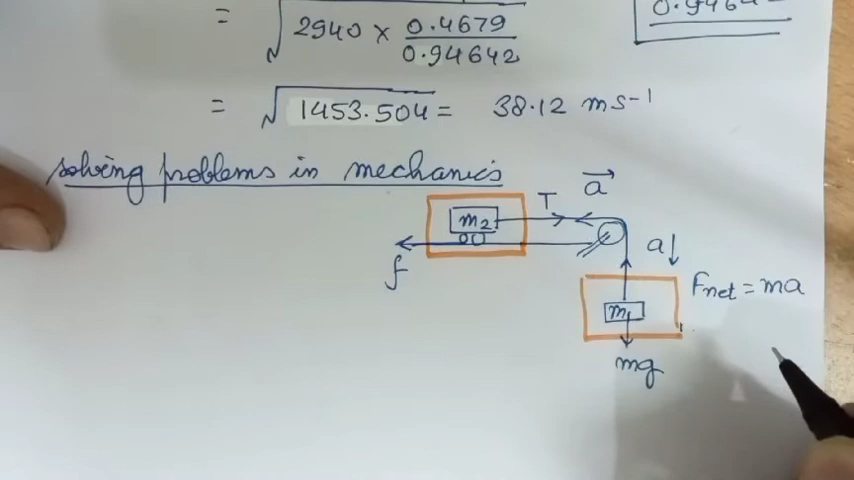 = √2940 × 0.4679/0.94642
0.9464
= √1453.504 = 38.12 ms-1
solving problems in mechanics
T a
m2
f
a↓
Fnet = ma
m1
mg